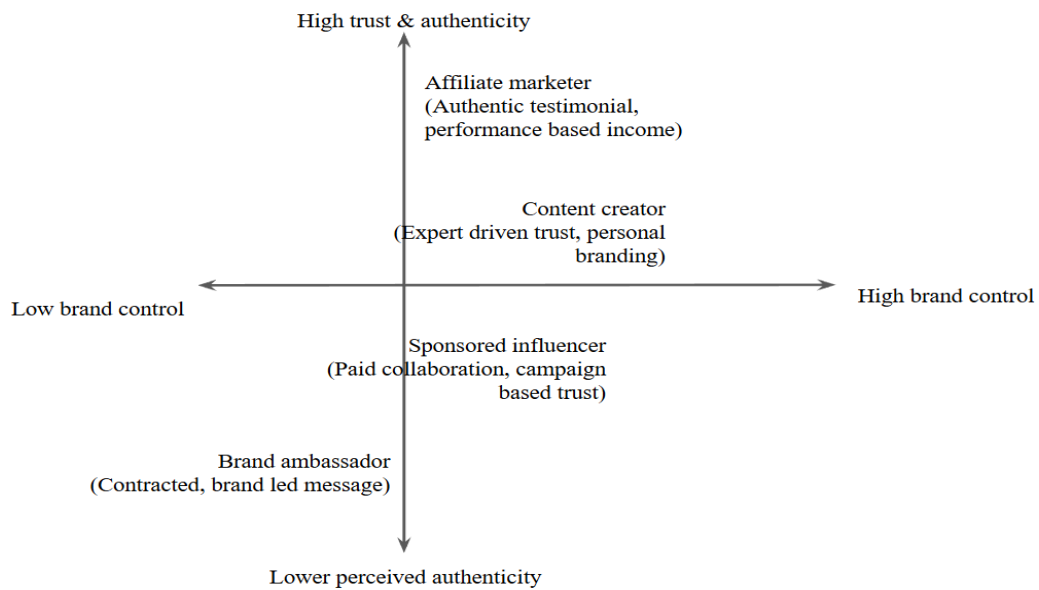 High trust & authenticity
Affiliate marketer
(Authentic testimonial,
performance based income)
Content creator
(Expert driven trust, personal
branding)
Low brand control
High brand control
Sponsored influencer
(Paid collaboration, campaign
based trust)
Brand ambassador
(Contracted, brand led message)
Lower perceived authenticity